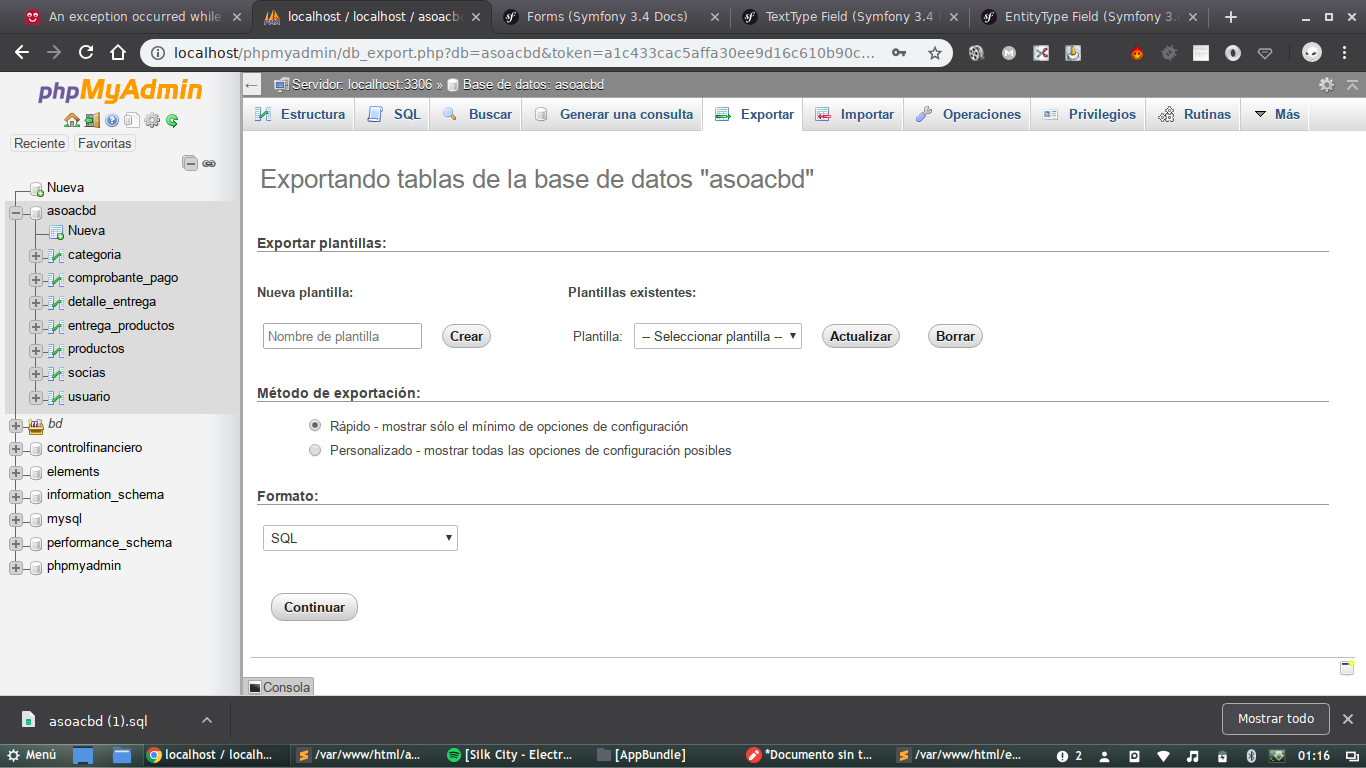 An exception occurred while
localhost / localhost / asoacb
Forms (Symfony 3.4 Docs)
TextType Field (Symfony 3.4
EntityType Field (Symfony 3.4
localhost/phpmyadmin/db_export.php?db=asoacbd&token=a1c433cac5affa30ee9d16c610b90c...
phpMyAdmin
Reciente Favoritas
Nueva
asoacbd
Nueva
categoria
comprobante_pago
detalle_entrega
entrega_productos
productos
socias
usuario
bd
controlfinanciero
elements
information_schema
mysql
performance_schema
phpmyadmin
Servidor: localhost:3306 » Base de datos: asoacbd
Estructura SQL Buscar Generar una consulta Exportar Importar Operaciones Privilegios Rutinas Más
Exportando tablas de la base de datos "asoacbd"
Exportar plantillas:
Nueva plantilla: Plantillas existentes:
Nombre de plantilla Crear Plantilla: -- Seleccionar plantilla -- Actualizar Borrar
Método de exportación:
Rápido - mostrar sólo el mínimo de opciones de configuración
Personalizado - mostrar todas las opciones de configuración posibles
Formato:
SQL
Continuar
Consola
asoacbd (1).sql Mostrar todo
Menú localhost / localh... /var/www/html/a... [Silk City - Electr... [AppBundle] *Documento sin t... /var/www/html/e... 2 01:16